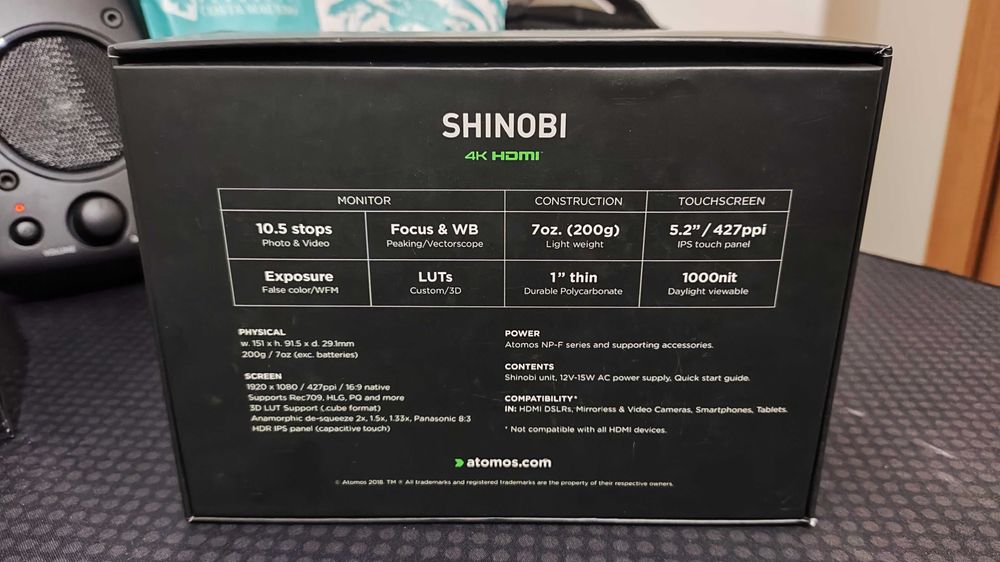 COSTA MALTERI
SHINOBI
4K HDMI
MONITOR
CONSTRUCTION
TOUCHSCREEN
10.5 stops
Photo & Video
Focus & WB
Peaking/Vectorscope
7oz. (200g)
Light weight
5.2”/427ppi
IPS touch panel
Exposure
False color/WFM
LUTs
Custom/3D
1” thin
Durable Polycarbonate
1000nit
Daylight viewable
PHYSICAL
w. 151 x h. 91.5 x d. 29.1mm
200g / 7oz (exc. batteries)
SCREEN
1920 x 1080 / 427ppi / 16:9 native
Supports Rec709, HLG, PQ and more
3D LUT Support (.cube format)
Anamorphic de-squeeze 2x, 1.5x, 1.33x, Panasonic 8:3
HDR IPS panel (capacitive touch)
POWER
Atomos NP-F series and supporting accessories.
CONTENTS
Shinobi unit, 12V-15W AC power supply, Quick start guide.
COMPATIBILITY*
IN: HDMI DSLRs, Mirrorless & Video Cameras, Smartphones, Tablets.
* Not compatible with all HDMI devices.
atomos.com
© Atomos 2018 TM ® All trademarks and registered trademarks are the property of their respective owners.
VOLUME